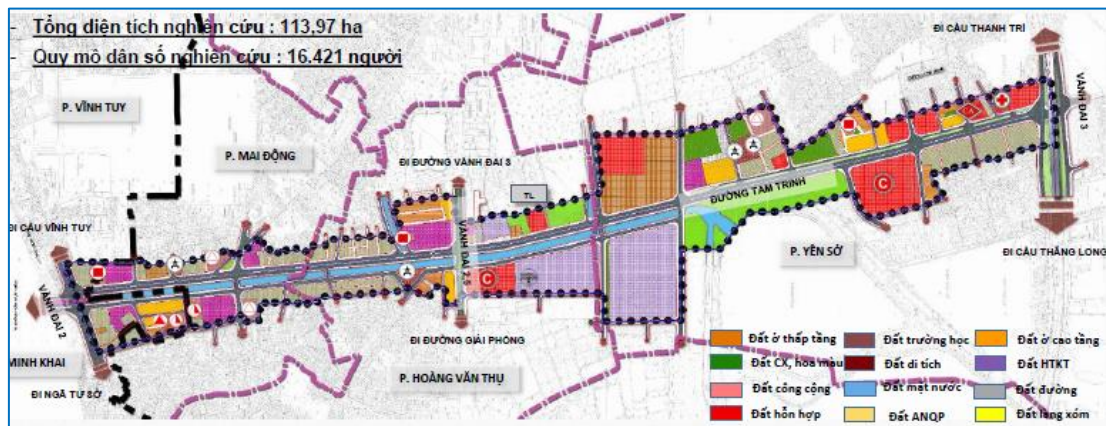 - Tổng diện tích nghiên cứu : 113,97 ha
- Quy mô dân số nghiên cứu : 16.421 người
ĐI CẦU THANH TRÌ
P. VĨNH TUY
VÀNH ĐAI 3
P. MAI ĐỘNG
ĐI ĐƯỜNG VÀNH ĐAI 3
TL
ĐƯỜNG TAM TRINH
C
ĐI CẦU VĨNH TUY
VÀNH ĐAI 2,5
C
P. YÊN SỞ
ĐI CẦU THĂNG LONG
VÀNH ĐAI 2
ĐI ĐƯỜNG GIẢI PHÓNG
MINH KHAI
P. HOÀNG VĂN THỤ
ĐI NGÃ TƯ SỞ
Đất ở thấp tầng
Đất trường học
Đất ở cao tầng
Đất CX, hoa màu
Đất di tích
Đất HTKT
Đất công cộng
Đất mặt nước
Đất đường
Đất hỗn hợp
Đất ANQP
Đất làng xóm